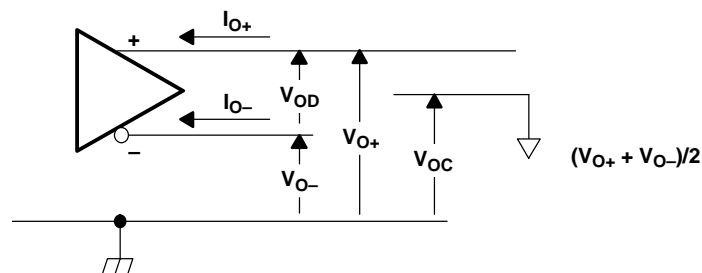 I_O+
+
I_O–
V_OD
V_O+
–
V_OC
(V_O+ + V_O–)/2
V_O–